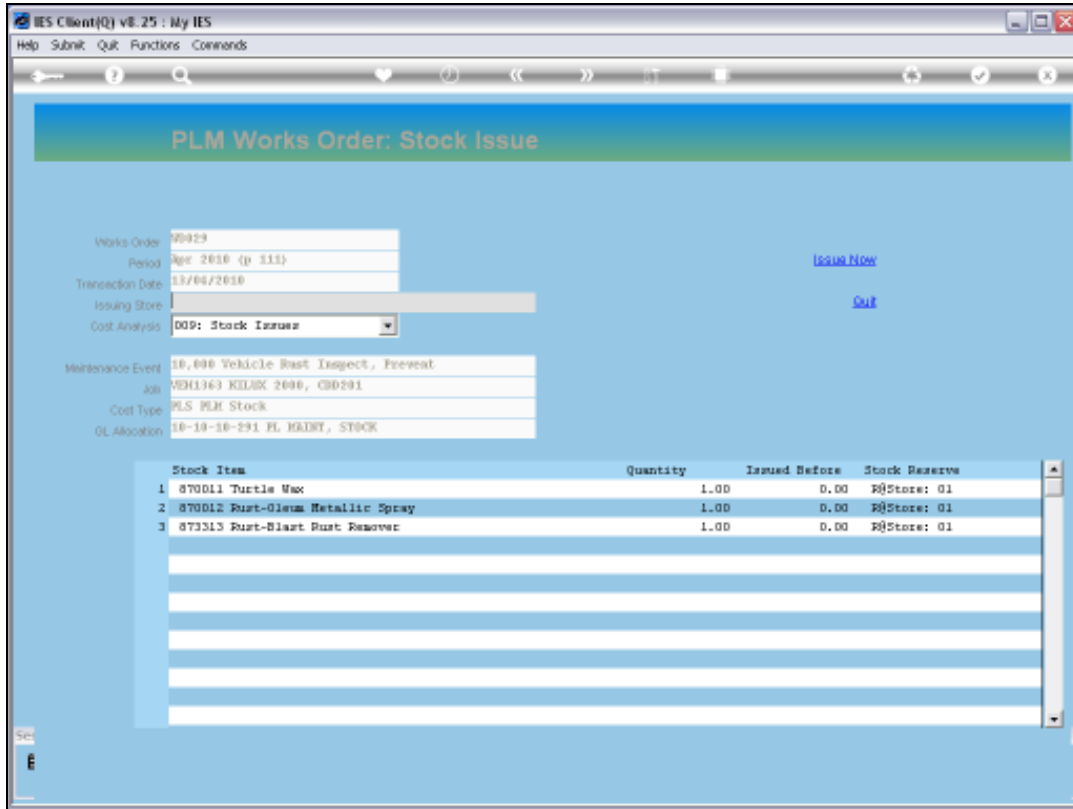 IES Client(Q) v8.25 : My IES
Help Submit Quit Functions Commands
PLM Works Order: Stock Issue
Works Order
Period Apr 2010 (p 111)
Transaction Date 13/04/2010
Issuing Store
Cost Analysis 009: Stock Issues
Issue Now
Quit
Maintenance Event 10,000 Vehicle Rust Inspect, Prevent
Job VEH1363 KILUX 2000, CDD201
Cost Type PLS PLM Stock
GL Allocation 10-10-10-291 PL MAINT, STOCK
Stock Item Quantity Issued Before Stock Reserve
1 870011 Turtle Wax 1.00 0.00 R@Store: 01
2 870012 Rust-Oleum Metallic Spray 1.00 0.00 R@Store: 01
3 873313 Rust-Blast Rust Remover 1.00 0.00 R@Store: 01